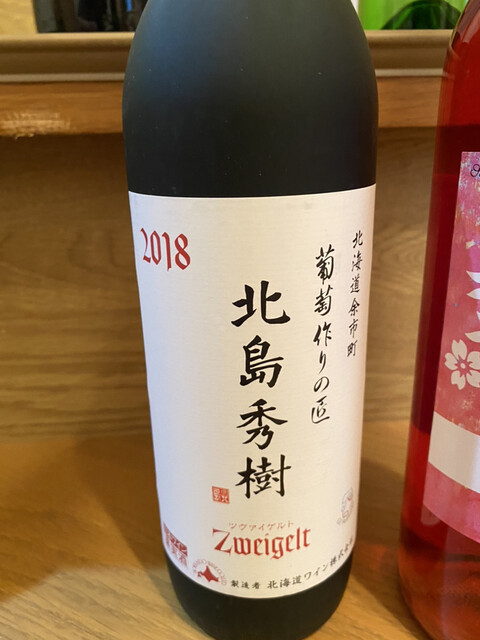 2018
北海道余市町
葡萄作りの匠
北島秀樹
ツヴァイゲルト
Zweigelt
製造者 北海道ワイン株式会社